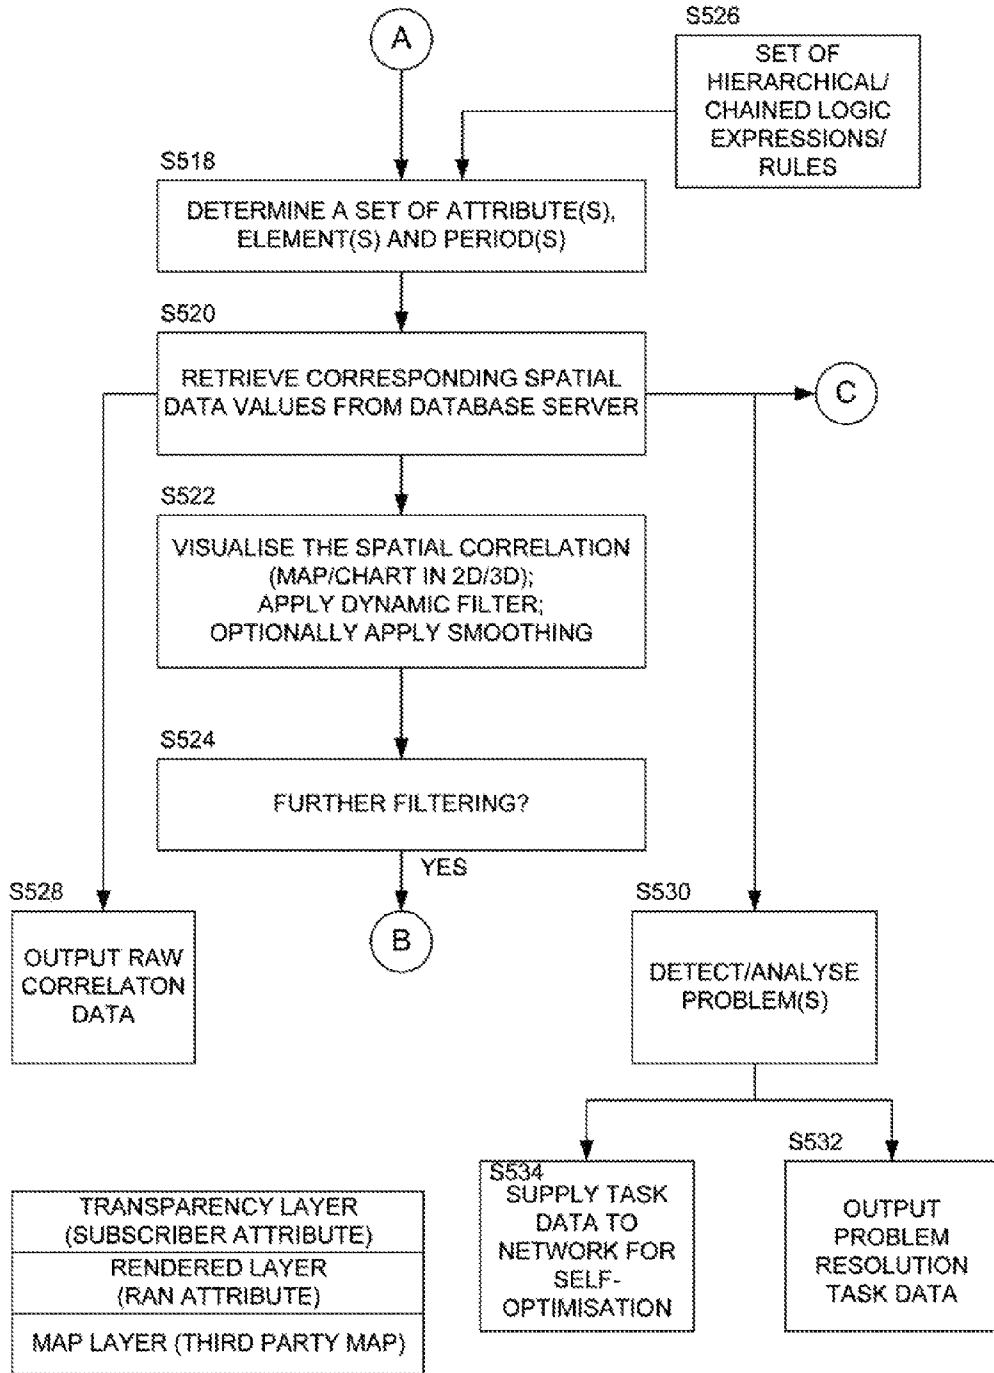 A
S526
SET OF
HIERARCHICAL/
CHAINED LOGIC
EXPRESSIONS/
RULES
S518
DETERMINE A SET OF ATTRIBUTE(S),
ELEMENT(S) AND PERIOD(S)
S520
RETRIEVE CORRESPONDING SPATIAL
DATA VALUES FROM DATABASE SERVER
C
S522
VISUALISE THE SPATIAL CORRELATION
(MAP/CHART IN 2D/3D);
APPLY DYNAMIC FILTER;
OPTIONALLY APPLY SMOOTHING
S524
FURTHER FILTERING?
YES
B
S528
OUTPUT RAW
CORRELATON
DATA
S530
DETECT/ANALYSE
PROBLEM(S)
S534
SUPPLY TASK
DATA TO
NETWORK FOR
SELF-
OPTIMISATION
S532
OUTPUT
PROBLEM
RESOLUTION
TASK DATA
TRANSPARENCY LAYER
(SUBSCRIBER ATTRIBUTE)
RENDERED LAYER
(RAN ATTRIBUTE)
MAP LAYER (THIRD PARTY MAP)